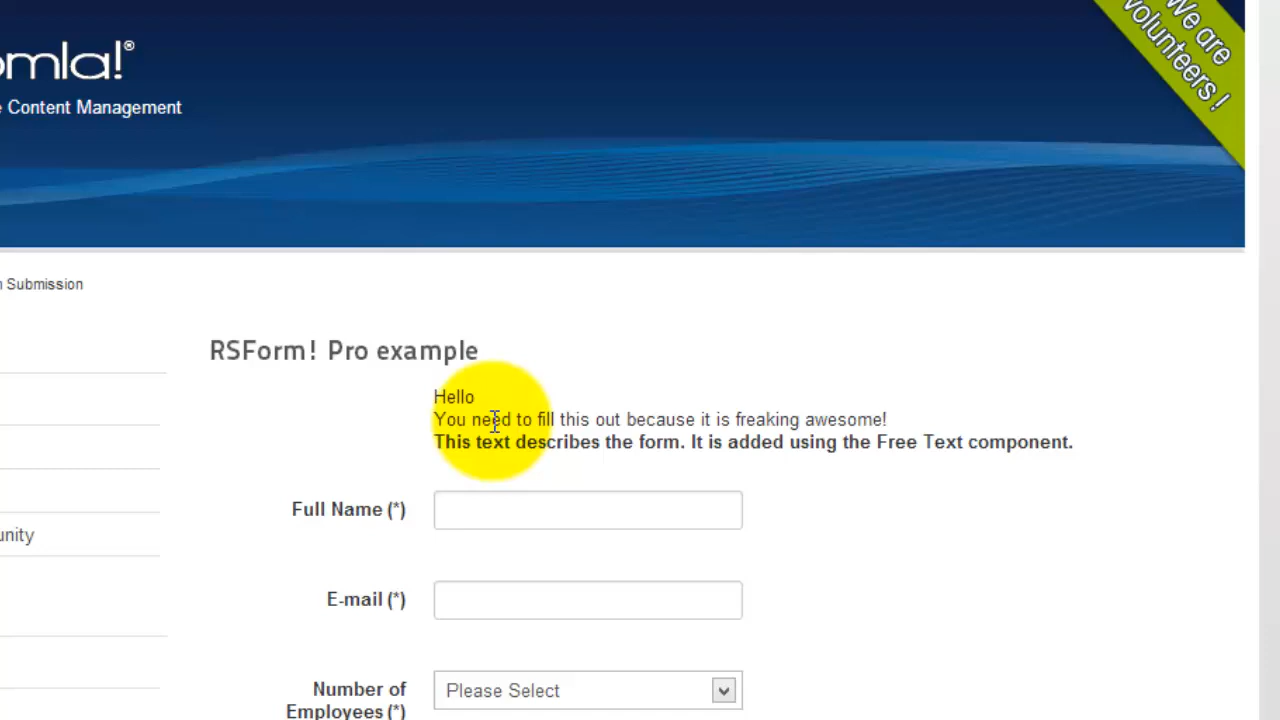 We are
volunteers!
omla!®
e Content Management
n Submission
RSForm! Pro example
Hello
You need to fill this out because it is freaking awesome!
This text describes the form. It is added using the Free Text component.
Full Name (*)
unity
E-mail (*)
Number of
Employees (*)
Please Select